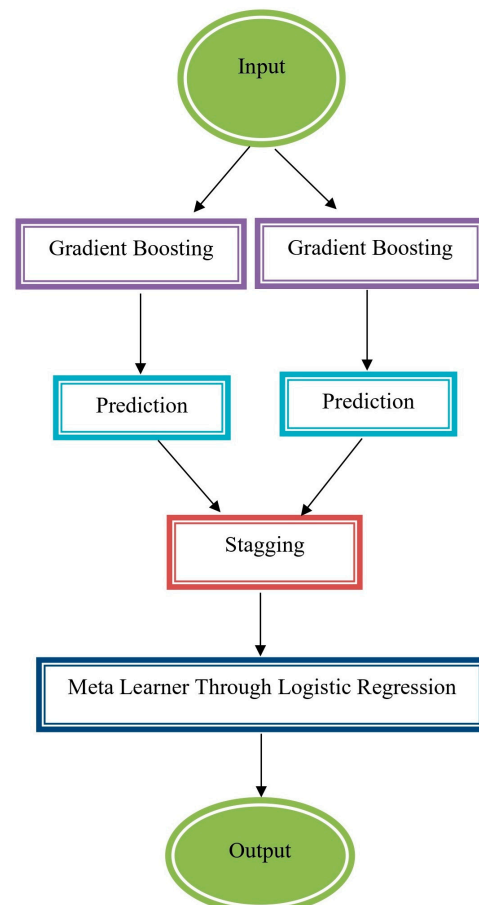 Input
Gradient Boosting
Gradient Boosting
Prediction
Prediction
Stagging
Meta Learner Through Logistic Regression
Output